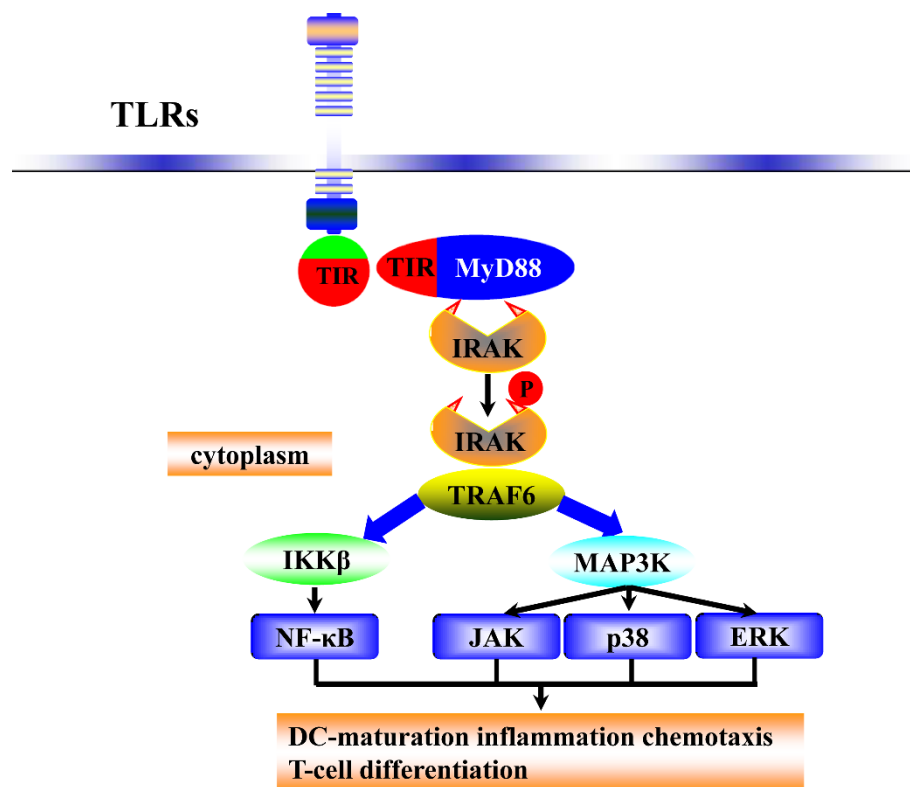 TLRs
TIR
TIR MyD88
IRAK
P
IRAK
cytoplasm
TRAF6
IKKβ
MAP3K
NF-κB
JAK
p38
ERK
DC-maturation inflammation chemotaxis
T-cell differentiation